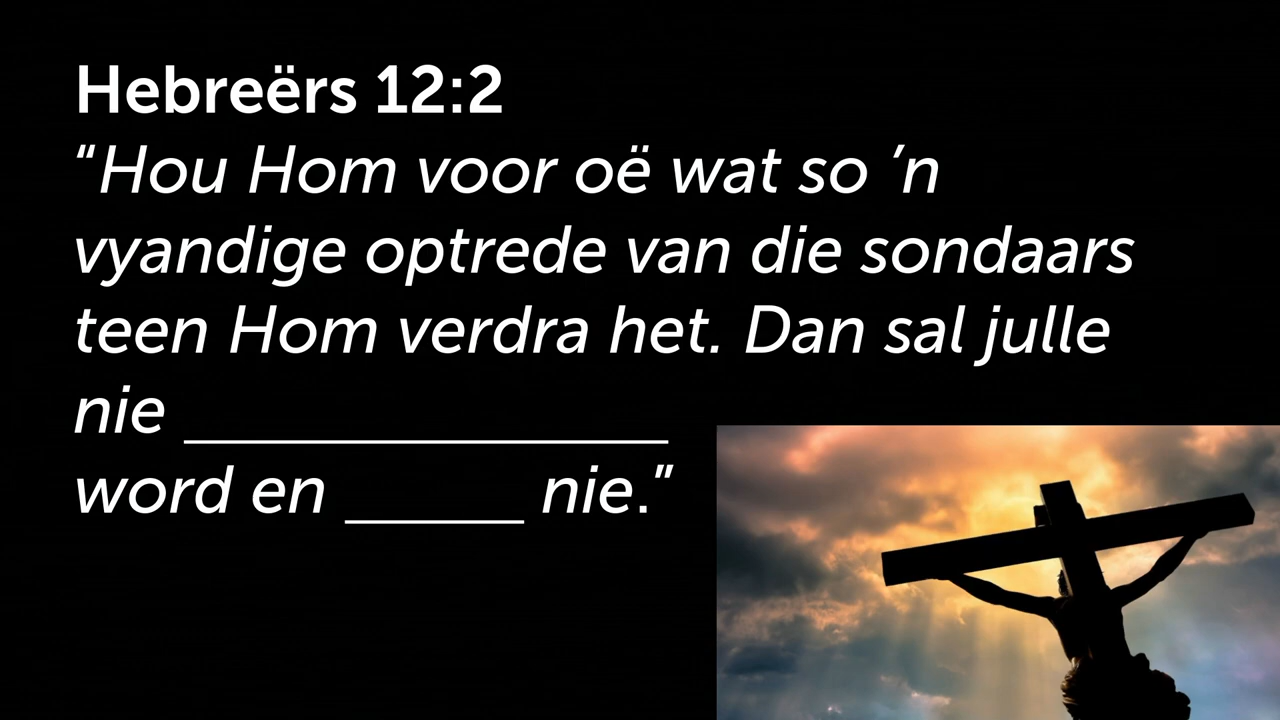 Hebreërs 12:2
“Hou Hom voor oë wat so ’n
vyandige optrede van die sondaars
teen Hom verdra het. Dan sal julle
nie _______________
word en ______ nie.”